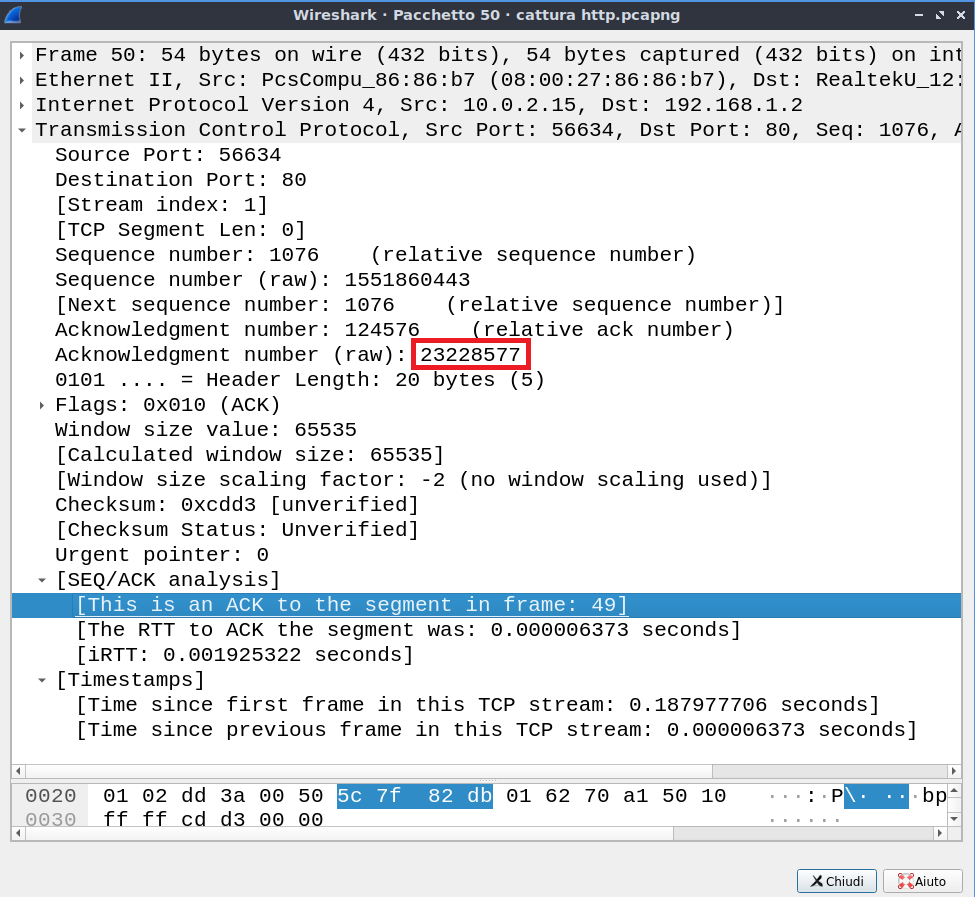 Wireshark · Pacchetto 50 · cattura http.pcapng
Frame 50: 54 bytes on wire (432 bits), 54 bytes captured (432 bits) on int
Ethernet II, Src: PcsCompu_86:86:b7 (08:00:27:86:86:b7), Dst: RealtekU_12:
Internet Protocol Version 4, Src: 10.0.2.15, Dst: 192.168.1.2
Transmission Control Protocol, Src Port: 56634, Dst Port: 80, Seq: 1076, A
Source Port: 56634
Destination Port: 80
[Stream index: 1]
[TCP Segment Len: 0]
Sequence number: 1076    (relative sequence number)
Sequence number (raw): 1551860443
[Next sequence number: 1076    (relative sequence number)]
Acknowledgment number: 124576    (relative ack number)
Acknowledgment number (raw): 23228577
0101 .... = Header Length: 20 bytes (5)
Flags: 0x010 (ACK)
Window size value: 65535
[Calculated window size: 65535]
[Window size scaling factor: -2 (no window scaling used)]
Checksum: 0xcdd3 [unverified]
[Checksum Status: Unverified]
Urgent pointer: 0
[SEQ/ACK analysis]
[This is an ACK to the segment in frame: 49]
[The RTT to ACK the segment was: 0.000006373 seconds]
[iRTT: 0.001925322 seconds]
[Timestamps]
[Time since first frame in this TCP stream: 0.187977706 seconds]
[Time since previous frame in this TCP stream: 0.000006373 seconds]
0020 01 02 dd 3a 00 50 5c 7f 82 db 01 62 70 a1 50 10 ···:·P\· ···bp
0030 ff ff cd d3 00 00 ······
Chiudi Aiuto